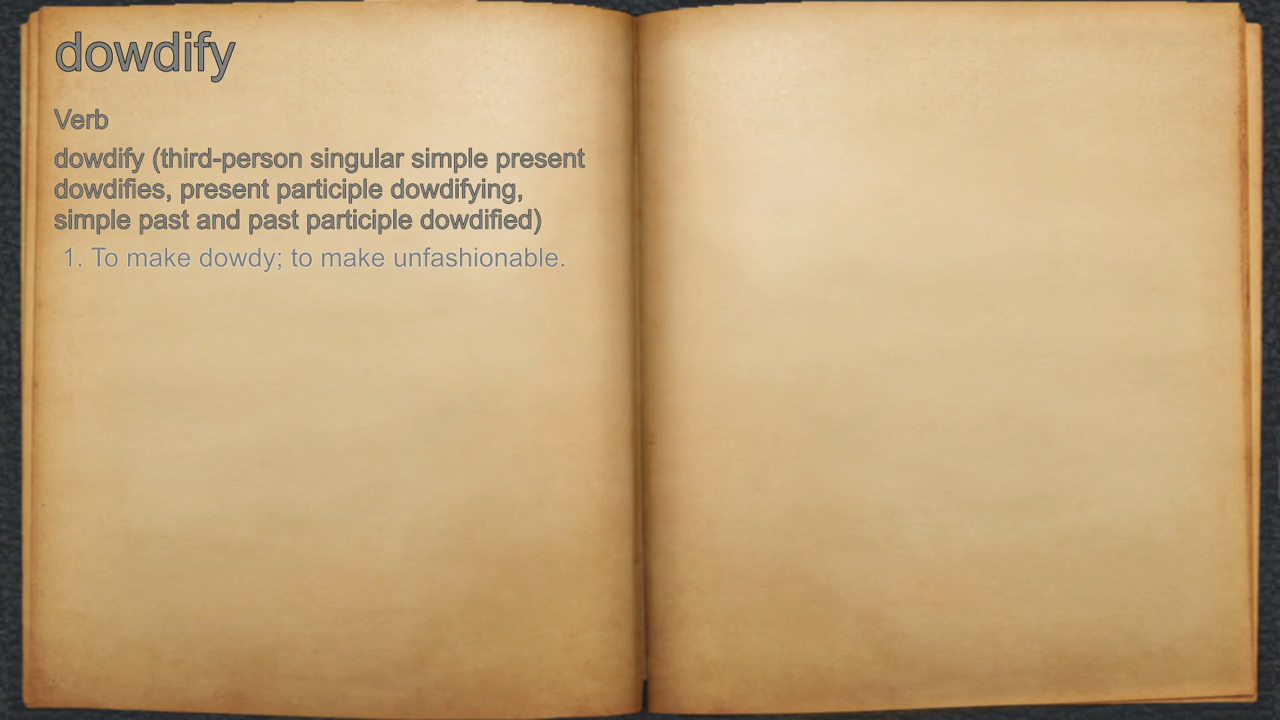 dowdify
Verb
dowdify (third-person singular simple present
dowdifies, present participle dowdifying,
simple past and past participle dowdified)
1. To make dowdy; to make unfashionable.